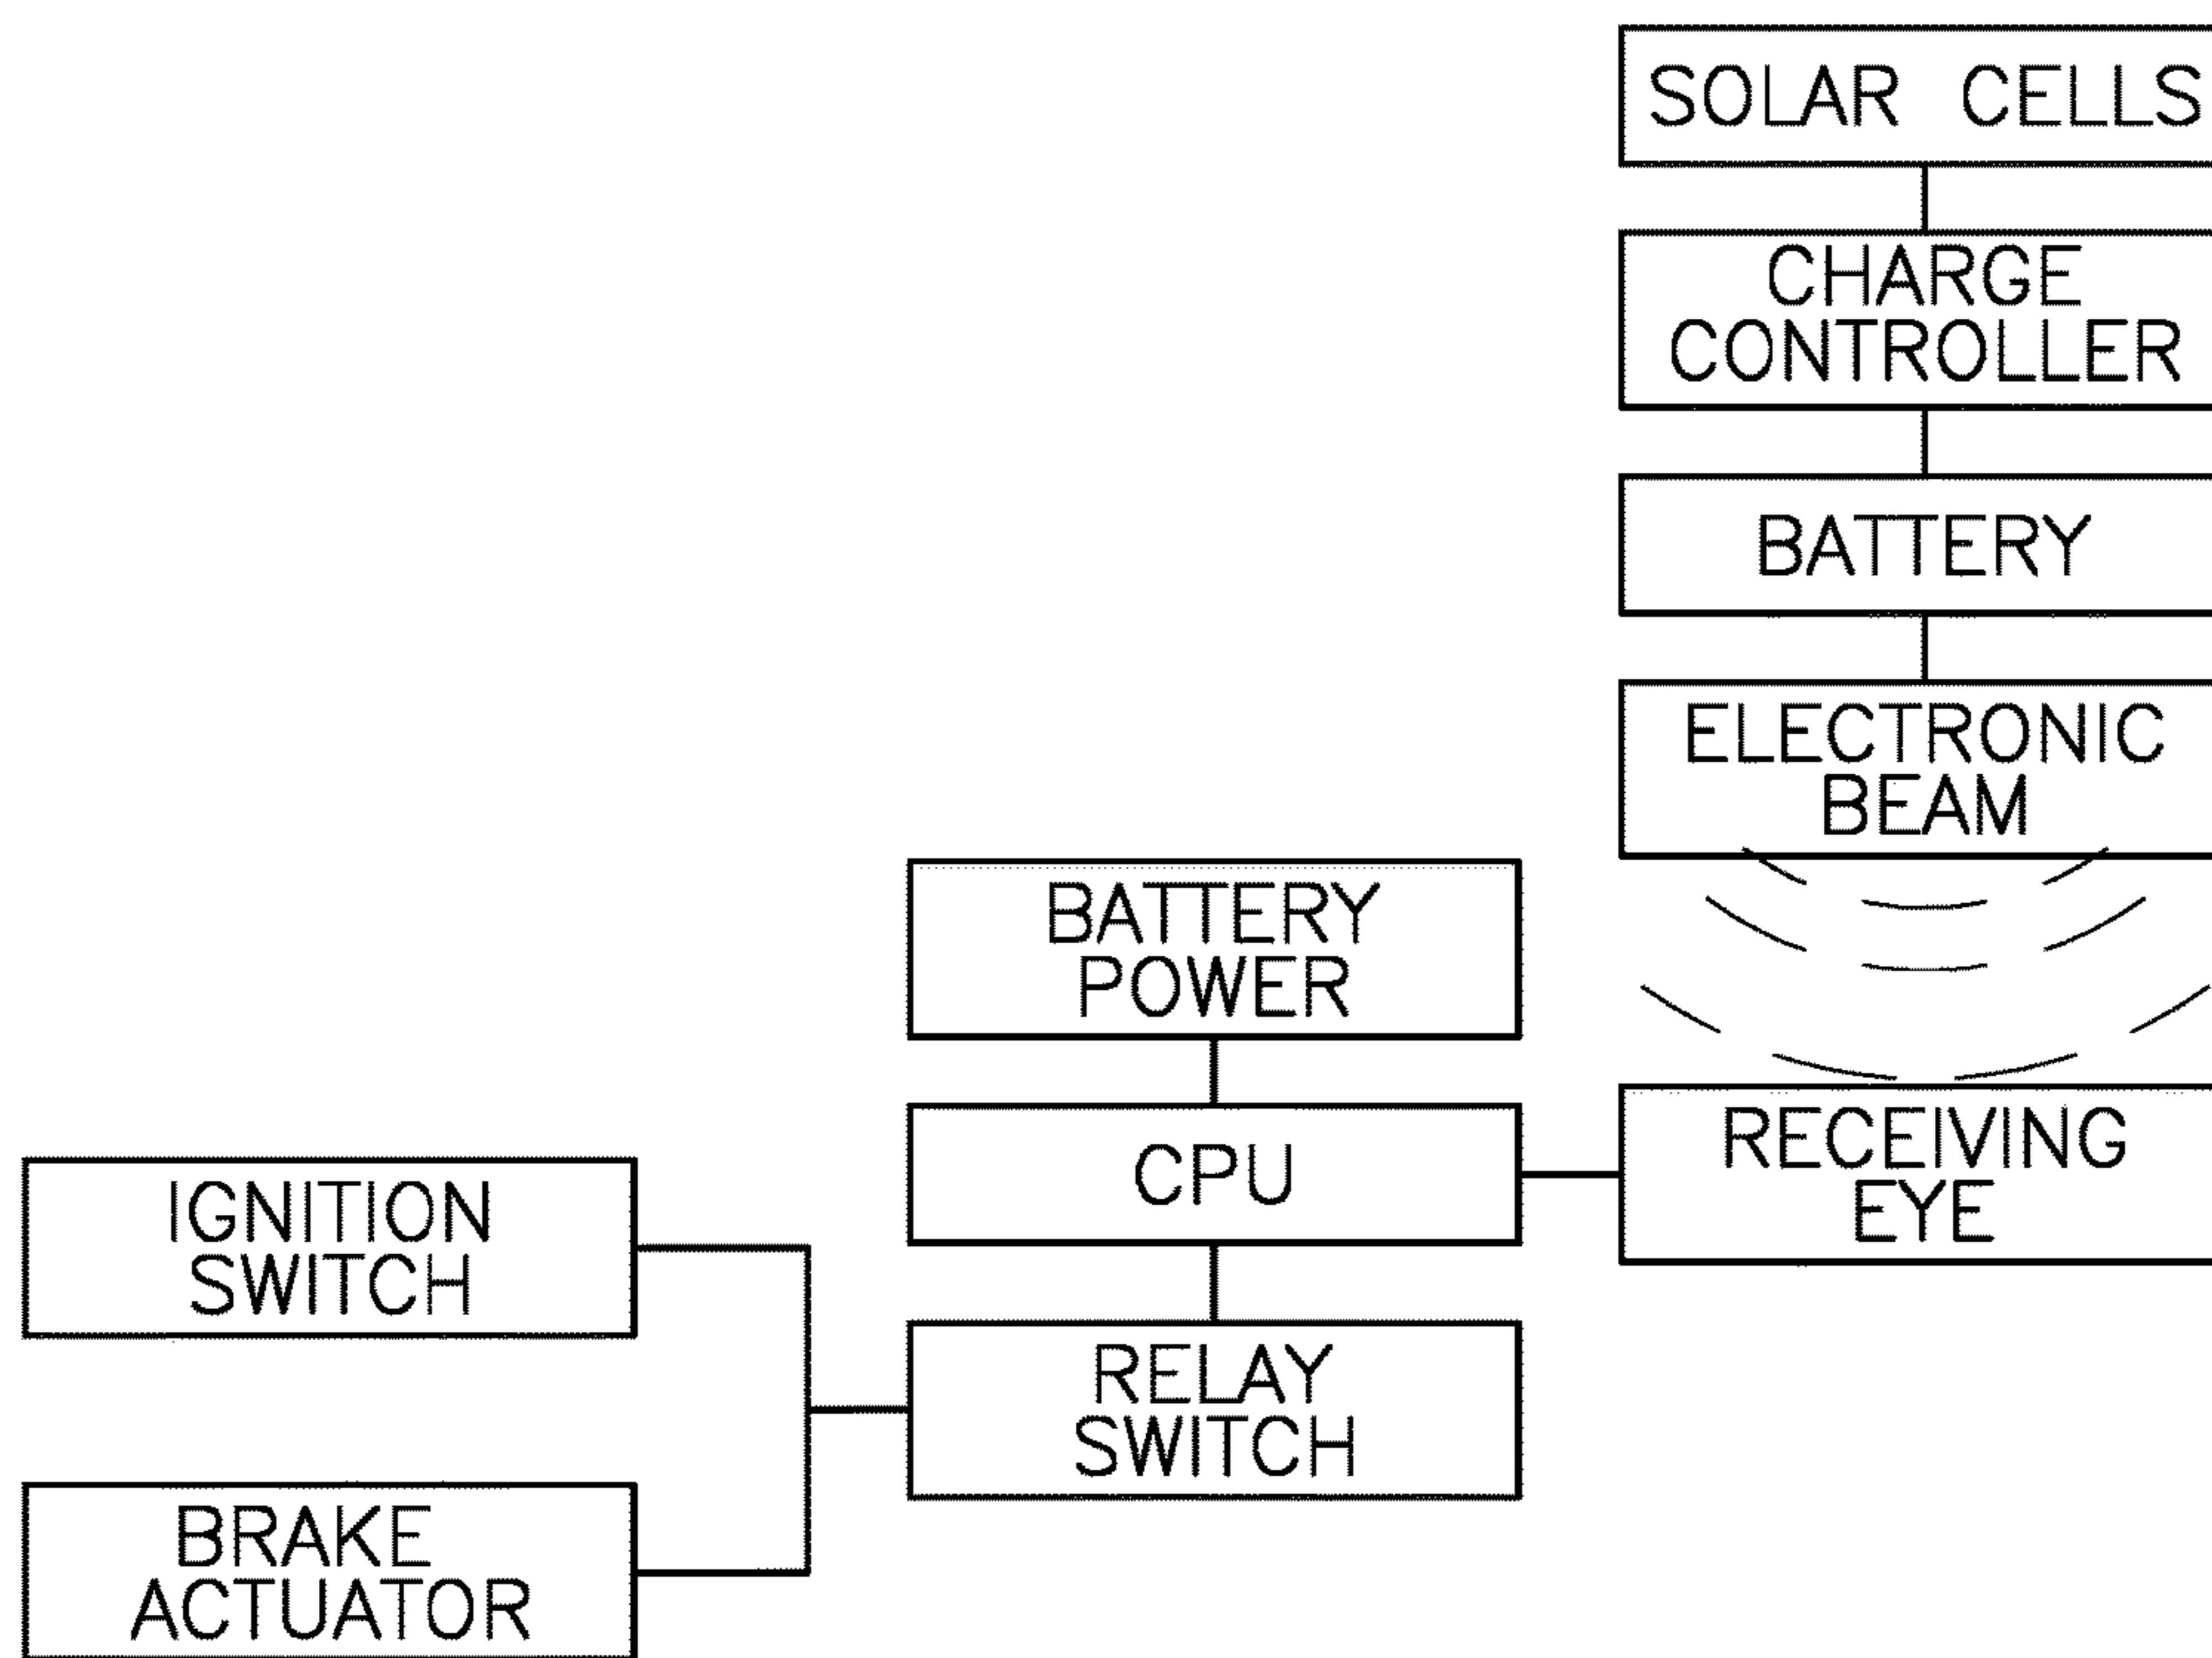 SOLAR CELLS
CHARGE
CONTROLLER
BATTERY
ELECTRONIC
BEAM
BATTERY
POWER
CPU
RECEIVING
EYE
IGNITION
SWITCH
RELAY
SWITCH
BRAKE
ACTUATOR